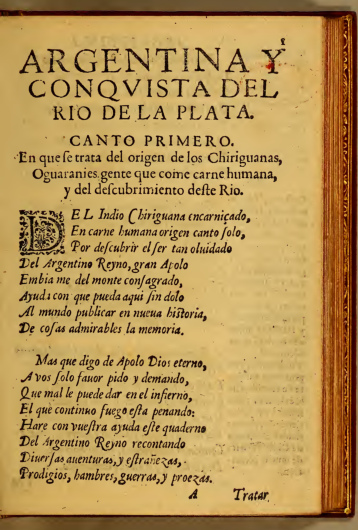 1
ARGENTINA Y
CONQVISTA DEL
RIO DE LA PLATA.
CANTO PRIMERO.
En que ſe trata del origen de los Chiriguanas,
Oguaranies, gente que come carne humana,
y del deſcubrimiento deſte Rio.
DEL Indio Chiriguana encarniçado,
En carne humana origen canto ſolo,
Por deſcubrir el ſer tan oluidado
Del Argentino Reyno, gran Apolo
Embia me del monte conſagrado,
Ayuda con que pueda aqui ſin dolo
Al mundo publicar en nueua hiſtoria,
De coſas admirables la memoria.
Mas que digo de Apolo Dios eterno,
A vos ſolo fauor pido y demando,
Que mal le puede dar en el infierno,
El que continuo fuego eſta penando:
Hare con vueſtra ayuda eſte quaderno
Del Argentino Reyno recontando
Diuerſas auenturas, y eſtrañezas,
Prodigios, hambres, guerras, y proezas.
A Tratar